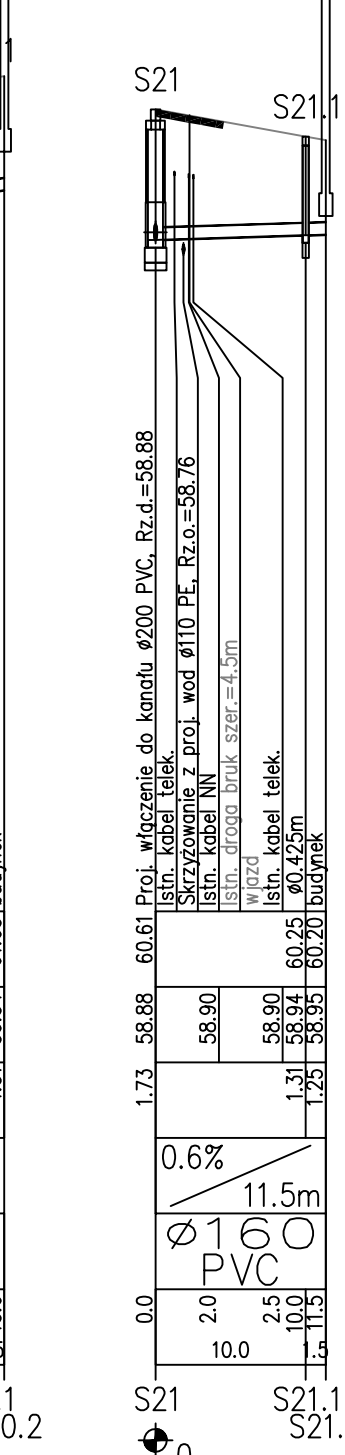 S21
S21.1
Proj. włączenie do kanału ø200 PVC, Rz.d.=58.88
Istn. kabel telek.
Skrzyżowanie z proj. wod ø110 PE, Rz.o.=58.76
Istn. kabel NN
Istn. droga bruk szer.=4.5m
wjazd
Istn. kabel telek.
ø0.425m
budynek
60.61
60.25
60.20
58.88
58.90
58.90
58.94
58.95
1.73
1.31
1.25
0.6%
11.5m
Ø160
PVC
0.0
2.0
2.5
10.0
11.5
10.0
1.5
S21
S21.1
S21.
.1
0.2